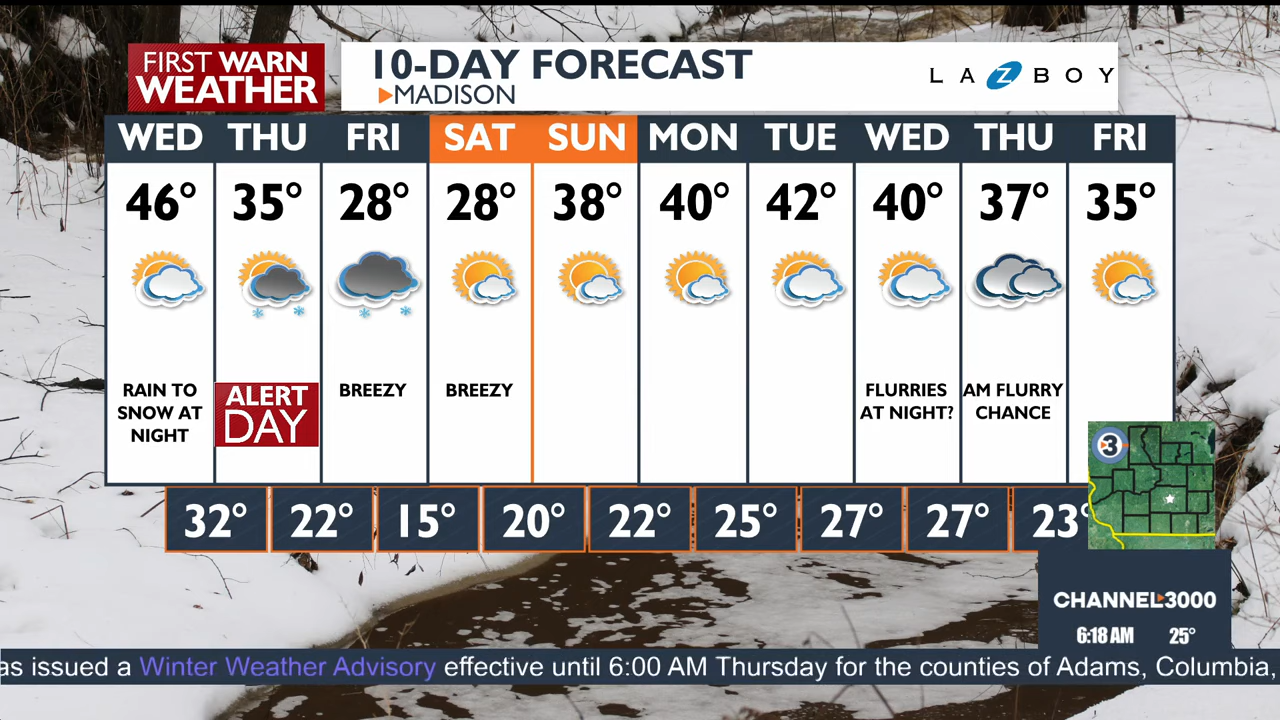 FIRST WARN
WEATHER
10-DAY FORECAST
MADISON
LA Z BOY
WED THU FRI SAT SUN MON TUE WED THU FRI
46° 35° 28° 28° 38° 40° 42° 40° 37° 35°
RAIN TO
SNOW AT
NIGHT
ALERT
DAY
BREEZY
BREEZY
FLURRIES
AT NIGHT?
AM FLURRY
CHANCE
32° 22° 15° 20° 22° 25° 27° 27° 23°
3
CHANNEL3000
6:18 AM 25°
as issued a Winter Weather Advisory effective until 6:00 AM Thursday for the counties of Adams, Columbia,